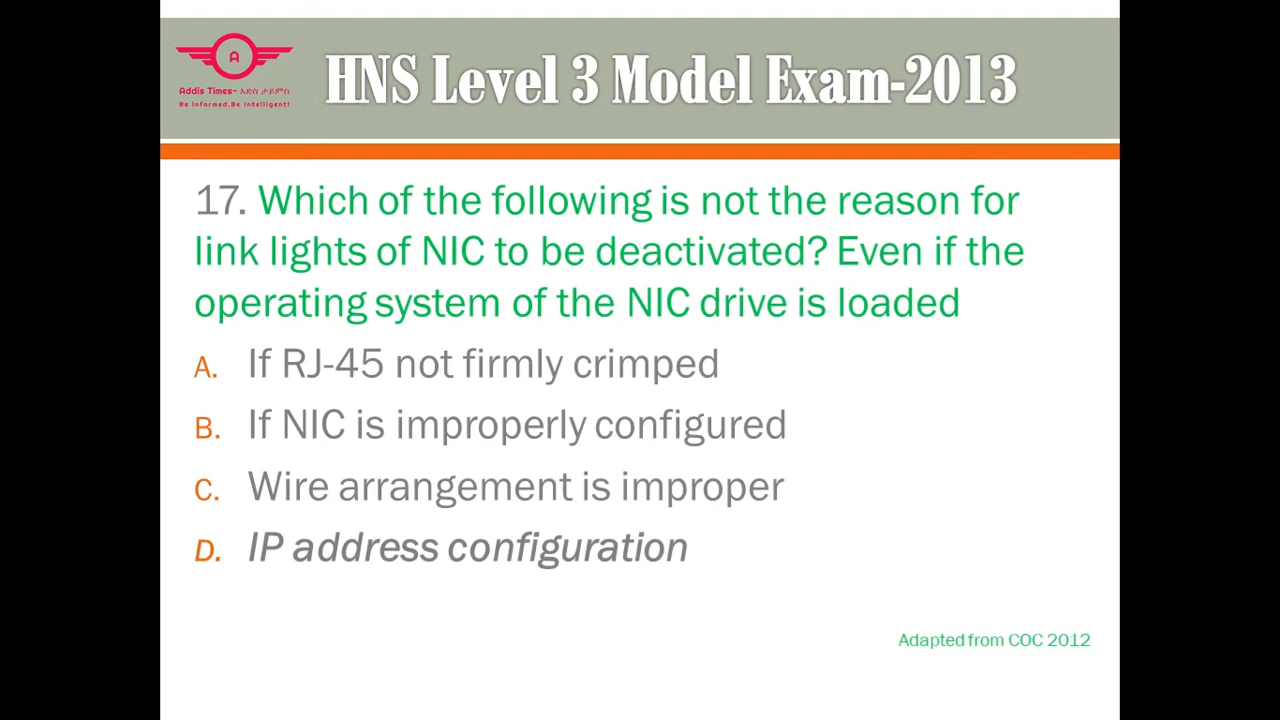 A
Addis Times- አድስ ታይምስ
Be informed.Be intelligent!
HNS Level 3 Model Exam-2013
17. Which of the following is not the reason for
link lights of NIC to be deactivated? Even if the
operating system of the NIC drive is loaded
A. If RJ-45 not firmly crimped
B. If NIC is improperly configured
C. Wire arrangement is improper
D. IP address configuration
Adapted from COC 2012